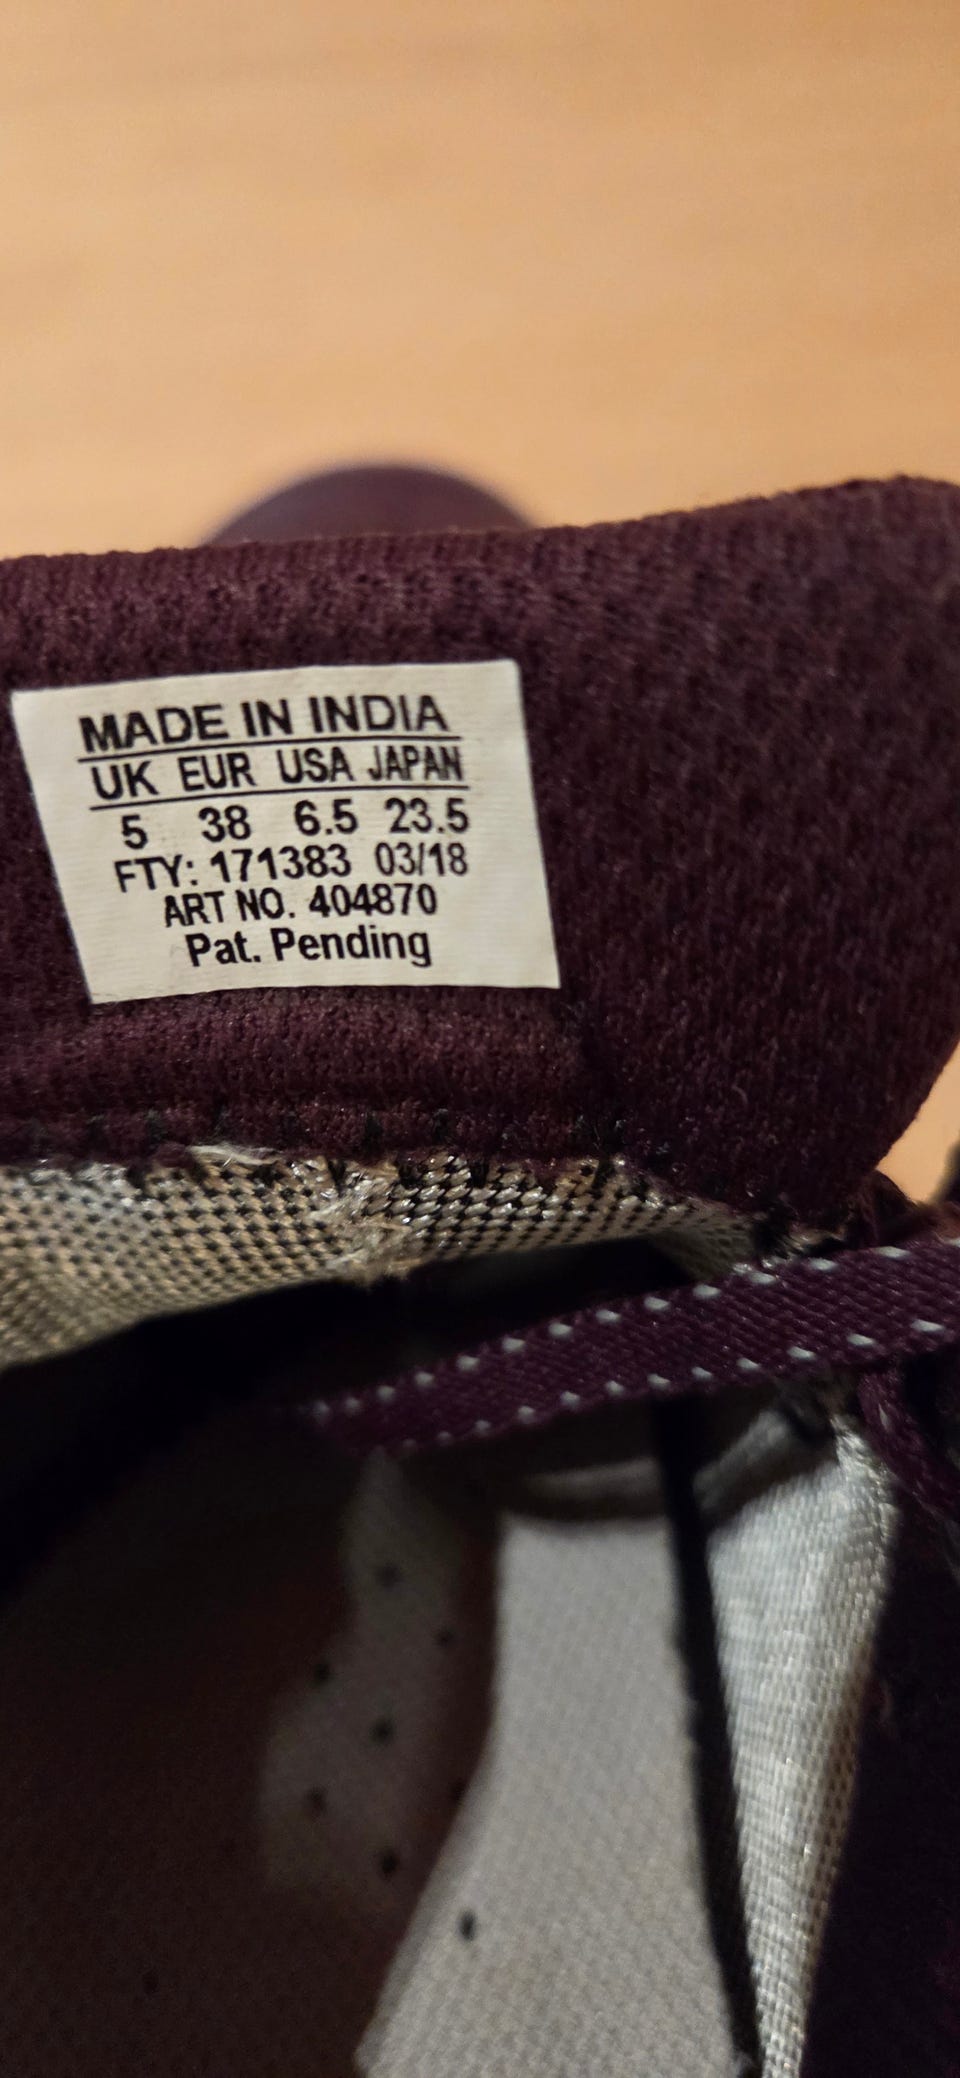 MADE IN INDIA
UK EUR USA JAPAN
5 38 6.5 23.5
FTY: 171383 03/18
ART NO. 404870
Pat. Pending